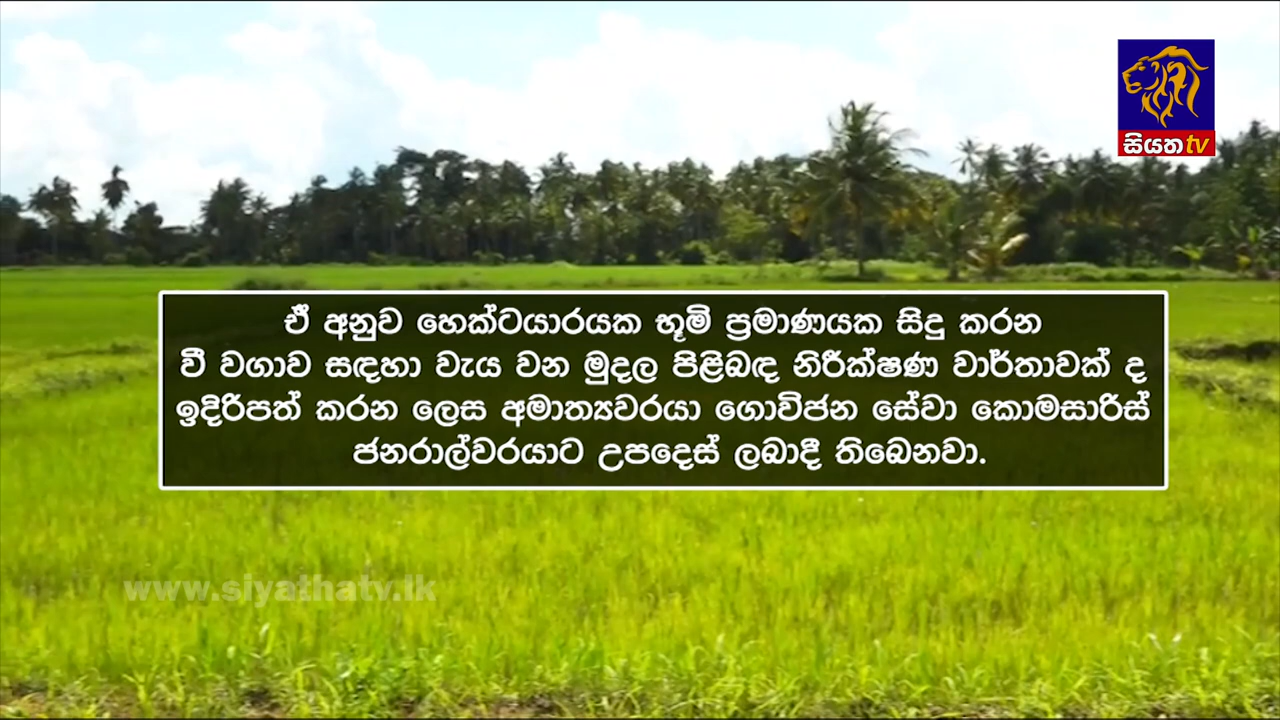 සියත tv
ඒ අනුව හෙක්ටයාරයක භූමි ප්‍රමාණයක සිදු කරන
වී වගාව සඳහා වැය වන මුදල පිළිබඳ නිරීක්ෂණ වාර්තාවක් ද
ඉදිරිපත් කරන ලෙස අමාත්‍යවරයා ගොවිජන සේවා කොමසාරිස්
ජනරාල්වරයාට උපදෙස් ලබාදී තිබෙනවා.
www.siyathatv.lk